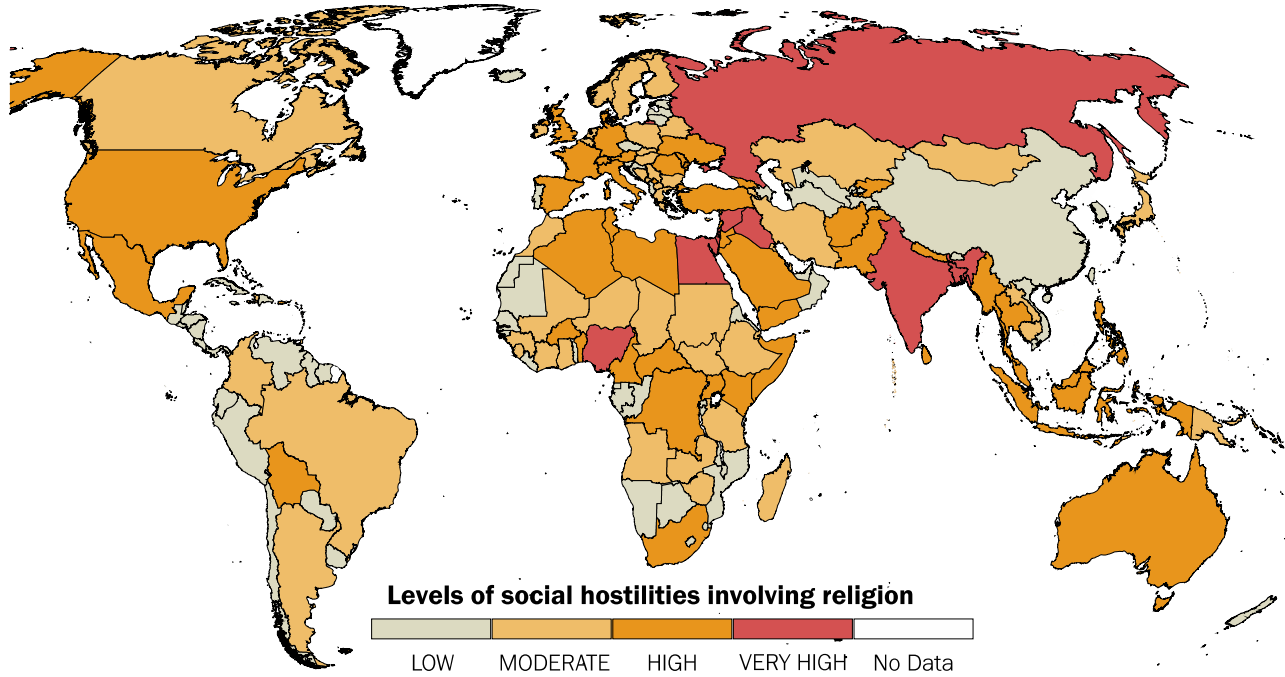 Levels of social hostilities involving religion
LOW MODERATE HIGH VERY HIGH No Data